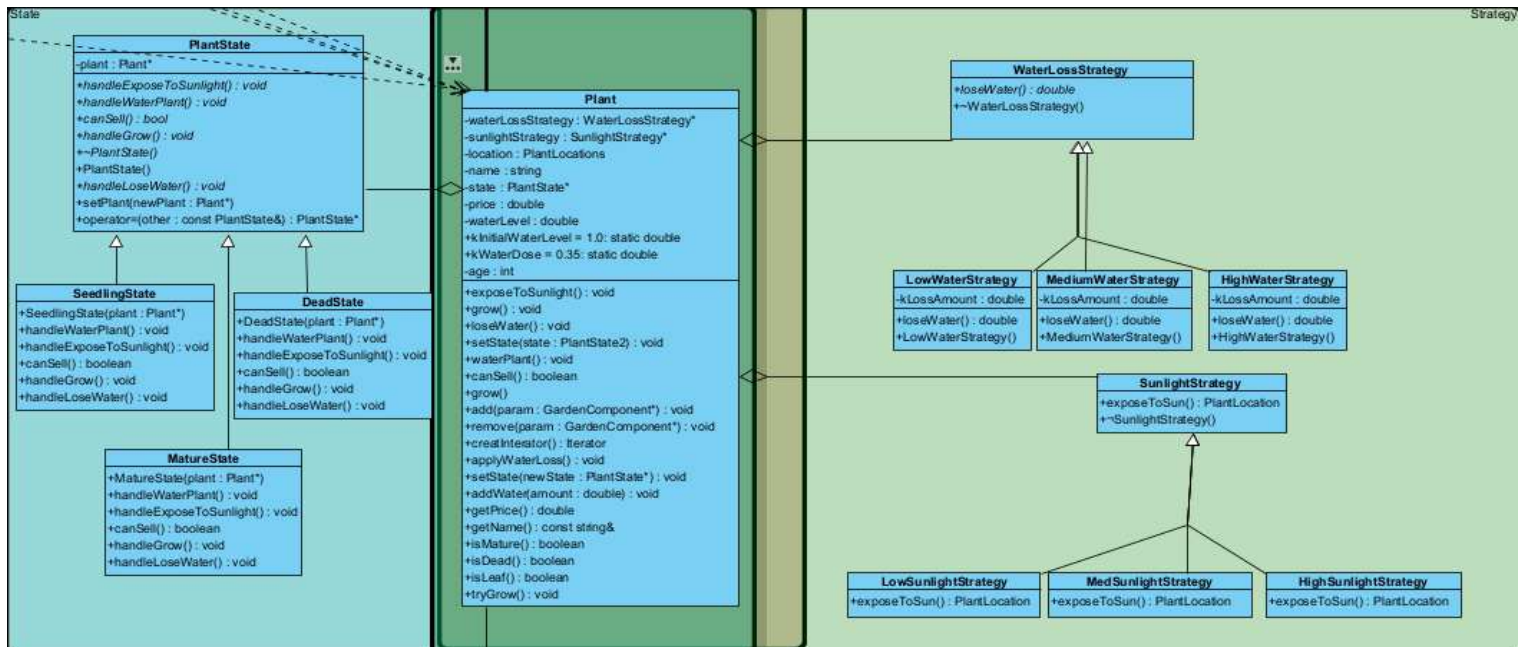 State
PlantState
-plant : Plant*
+handleExposeToSunlight() : void
+handleWaterPlant() : void
+canSell() : bool
+handleGrow() : void
+~PlantState()
+PlantState()
+handleLoseWater() : void
+setPlant(newPlant : Plant*)
+operator=(other : const PlantState&) : PlantState*
SeedlingState
+SeedlingState(plant : Plant*)
+handleWaterPlant() : void
+handleExposeToSunlight() : void
+canSell() : boolean
+handleGrow() : void
+handleLoseWater() : void
DeadState
+DeadState(plant : Plant*)
+handleWaterPlant() : void
+handleExposeToSunlight() : void
+canSell() : boolean
+handleGrow() : void
+handleLoseWater() : void
MatureState
+MatureState(plant : Plant*)
+handleWaterPlant() : void
+handleExposeToSunlight() : void
+canSell() : boolean
+handleGrow() : void
+handleLoseWater() : void
Plant
-waterLossStrategy : WaterLossStrategy*
-sunlightStrategy : SunlightStrategy*
-location : PlantLocations
-name : string
-state : PlantState*
-price : double
-waterLevel : double
+kInitialWaterLevel = 1.0: static double
+kWaterDose = 0.35: static double
-age : int
+exposeToSunlight() : void
+grow() : void
+loseWater() : void
+setState(state : PlantState2) : void
+waterPlant() : void
+canSell() : boolean
+grow()
+add(param : GardenComponent*) : void
+remove(param : GardenComponent*) : void
+creatInterator() : Iterator
+applyWaterLoss() : void
+setState(newState : PlantState*) : void
+addWater(amount : double) : void
+getPrice() : double
+getName() : const string&
+isMature() : boolean
+isDead() : boolean
+isLeaf() : boolean
+tryGrow() : void
Strategy
WaterLossStrategy
+loseWater() : double
+~WaterLossStrategy()
LowWaterStrategy
-kLossAmount : double
+loseWater() : double
+LowWaterStrategy()
MediumWaterStrategy
-kLossAmount : double
+loseWater() : double
+MediumWaterStrategy()
HighWaterStrategy
-kLossAmount : double
+loseWater() : double
+HighWaterStrategy()
SunlightStrategy
+exposeToSun() : PlantLocation
+¬SunlightStrategy()
LowSunlightStrategy
+exposeToSun() : PlantLocation
MedSunlightStrategy
+exposeToSun() : PlantLocation
HighSunlightStrategy
+exposeToSun() : PlantLocation